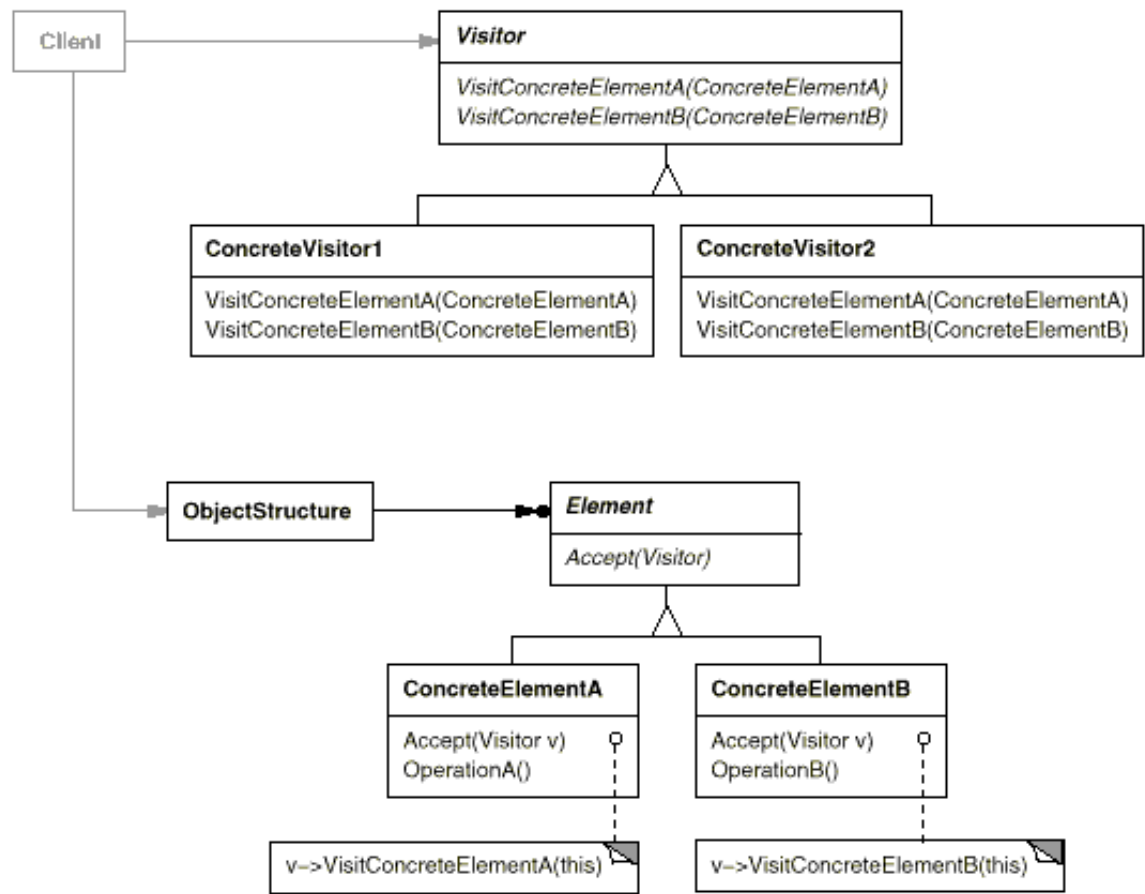 Client
Visitor
VisitConcreteElementA(ConcreteElementA)
VisitConcreteElementB(ConcreteElementB)
ConcreteVisitor1
VisitConcreteElementA(ConcreteElementA)
VisitConcreteElementB(ConcreteElementB)
ConcreteVisitor2
VisitConcreteElementA(ConcreteElementA)
VisitConcreteElementB(ConcreteElementB)
ObjectStructure
Element
Accept(Visitor)
ConcreteElementA
Accept(Visitor v)
OperationA()
ConcreteElementB
Accept(Visitor v)
OperationB()
v–>VisitConcreteElementA(this)
v–>VisitConcreteElementB(this)